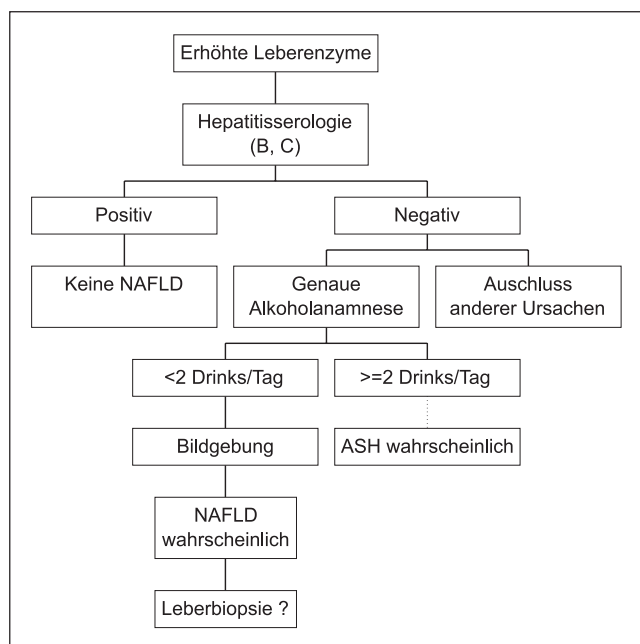 Erhöhte Leberenzyme
Hepatitisserologie
(B, C)
Positiv
Negativ
Keine NAFLD
Genaue
Alkoholanamnese
Auschluss
anderer Ursachen
<2 Drinks/Tag
>=2 Drinks/Tag
Bildgebung
ASH wahrscheinlich
NAFLD
wahrscheinlich
Leberbiopsie ?